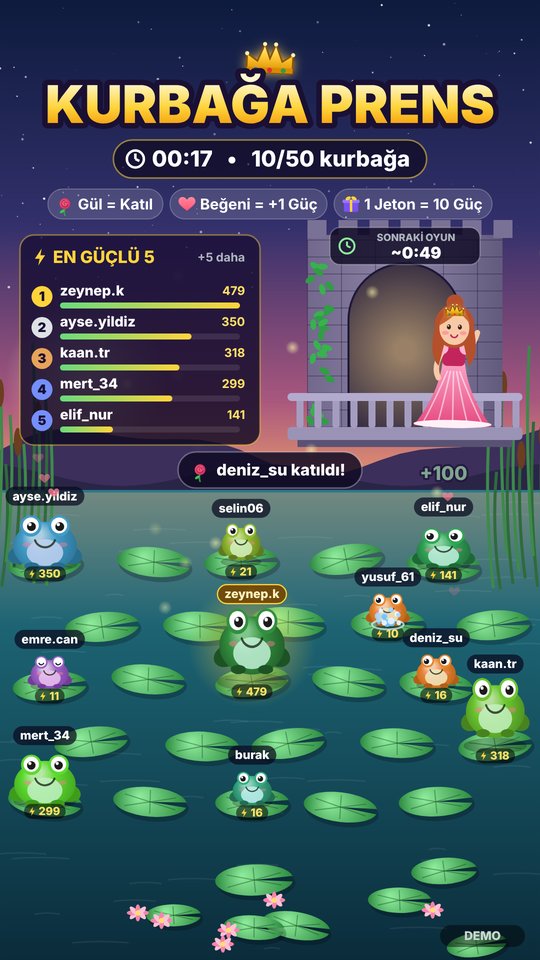 KURBAĞA PRENS
00:17 • 10/50 kurbağa
Gül = Katıl
Beğeni = +1 Güç
1 Jeton = 10 Güç
EN GÜÇLÜ 5
+5 daha
1 zeynep.k 479
2 ayse.yildiz 350
3 kaan.tr 318
4 mert_34 299
5 elif_nur 141
SONRAKİ OYUN
~0:49
deniz_su katıldı!
+100
ayse.yildiz
350
selin06
21
elif_nur
141
yusuf_61
10
zeynep.k
479
emre.can
11
deniz_su
16
kaan.tr
318
mert_34
299
burak
16
DEMO